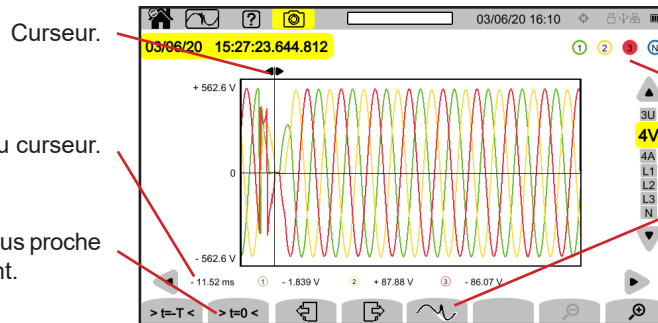 03/06/20 16:10
Curseur.
03/06/20 15:27:23.644.812
1 2 3 N
+ 562.6 V
3U
4V
u curseur.
4A
L1
0
L2
L3
N
us proche
- 562.6 V
nt.
- 11.52 ms 1 - 1.839 V 2 + 87.88 V 3 - 86.07 V
> t=-T < > t=0 <